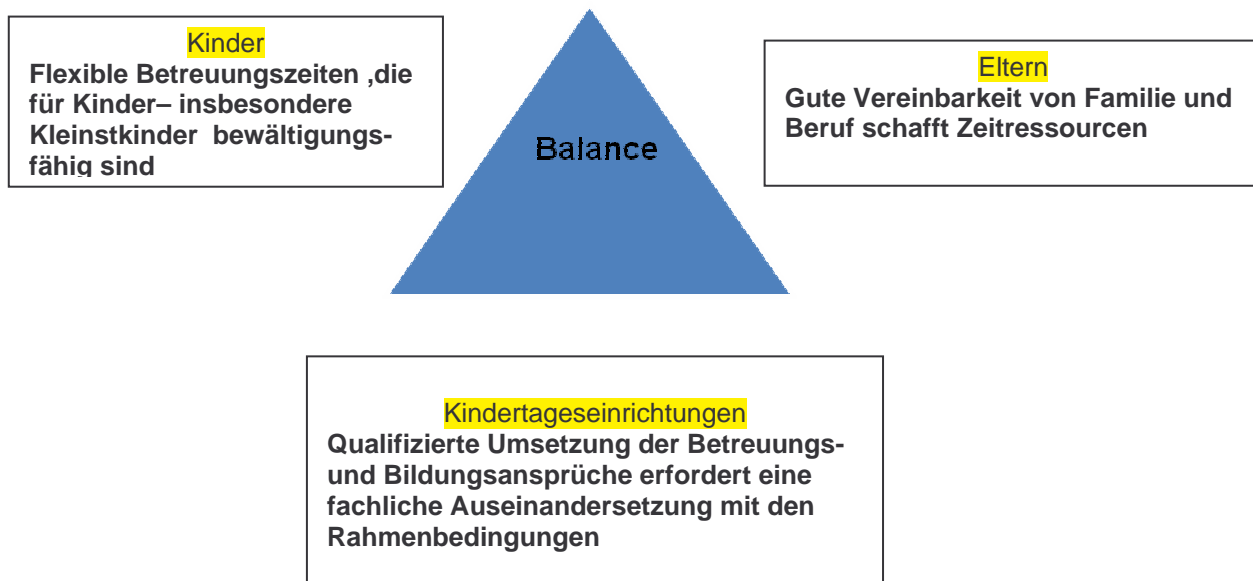 Kinder
Flexible Betreuungszeiten ,die
für Kinder– insbesondere
Kleinstkinder bewältigungs-
fähig sind
Balance
Eltern
Gute Vereinbarkeit von Familie und
Beruf schafft Zeitressourcen
Kindertageseinrichtungen
Qualifizierte Umsetzung der Betreuungs-
und Bildungsansprüche erfordert eine
fachliche Auseinandersetzung mit den
Rahmenbedingungen